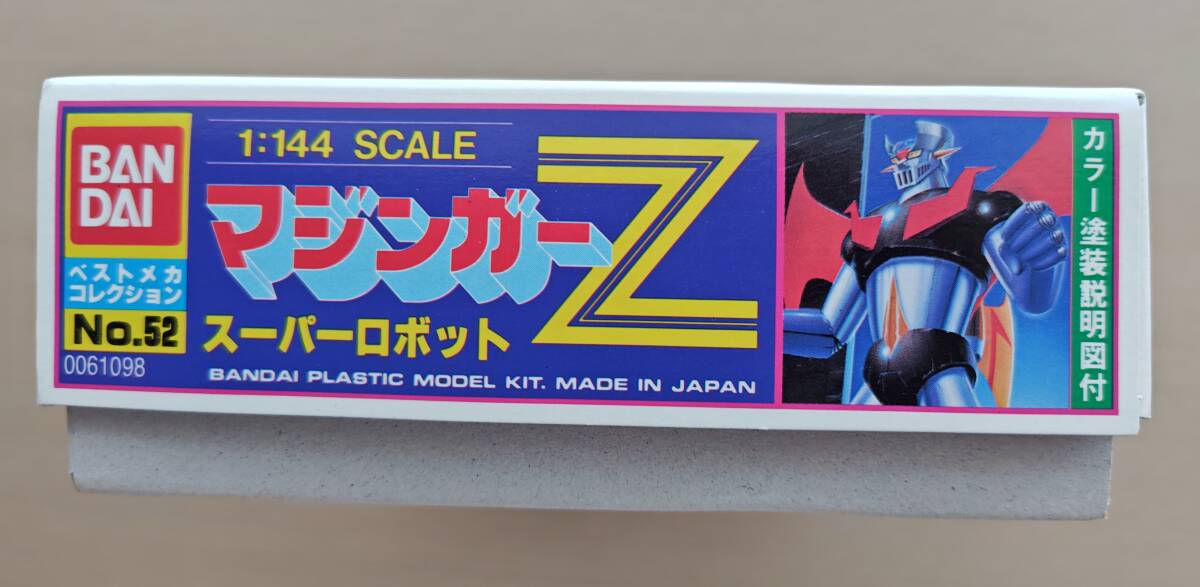 BAN
DAI
ベストメカ
コレクション
No.52
0061098
1:144 SCALE
マジンガーZ
スーパーロボット
BANDAI PLASTIC MODEL KIT. MADE IN JAPAN
カラー塗装説明図付